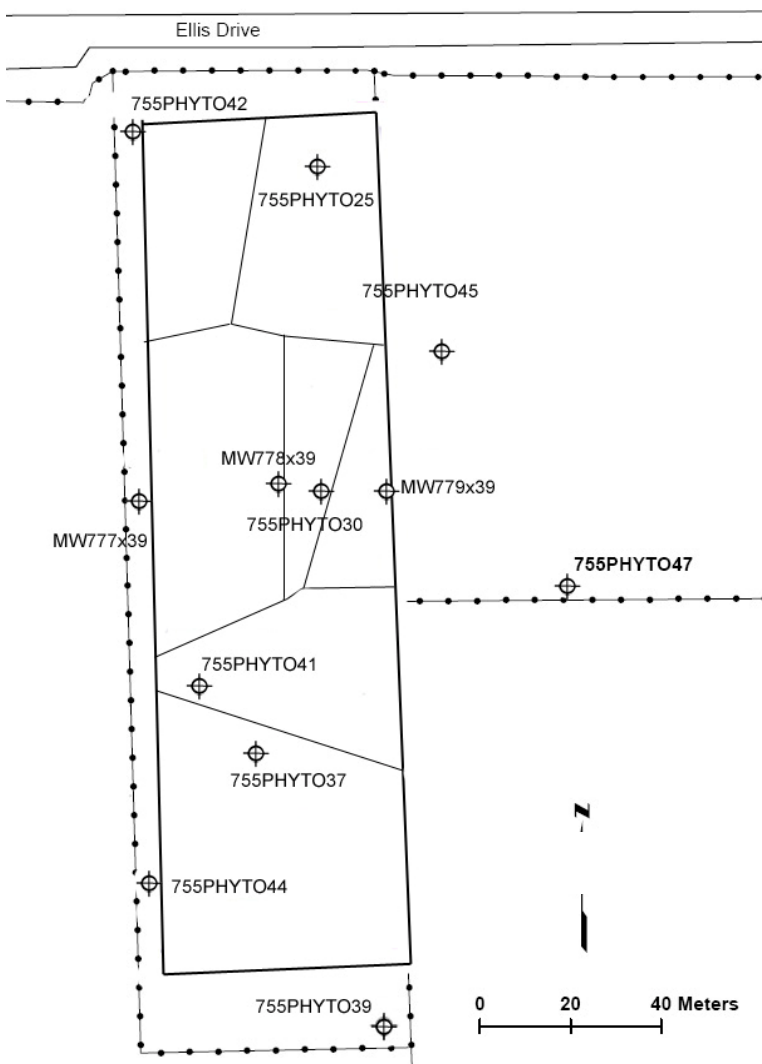 Ellis Drive
755PHYTO42
755PHYTO25
755PHYTO45
MW778x39
MW779x39
755PHYTO30
MW777x39
755PHYTO47
755PHYTO41
755PHYTO37
N
755PHYTO44
755PHYTO39
0 20 40 Meters